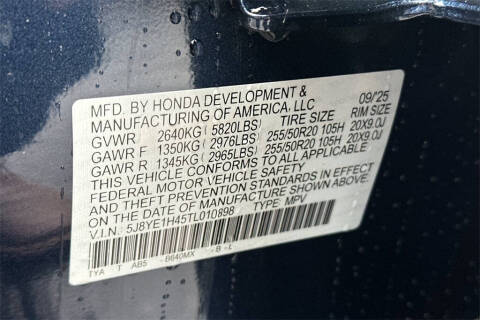 MFD. BY HONDA DEVELOPMENT &
MANUFACTURING OF AMERICA, LLC 09/25
GVWR 2640KG (5820LBS) TIRE SIZE RIM SIZE
GAWR F 1350KG (2976LBS) 255/50R20 105H 20X9.0J
GAWR R 1345KG (2965LBS) 255/50R20 105H 20X9.0J
THIS VEHICLE CONFORMS TO ALL APPLICABLE
FEDERAL MOTOR VEHICLE SAFETY
AND THEFT PREVENTION STANDARDS IN EFFECT
ON THE DATE OF MANUFACTURE SHOWN ABOVE.
V.I.N.: 5J8YE1H45TL010898 TYPE: MPV
TYA T AB5 - B640MX - B - L